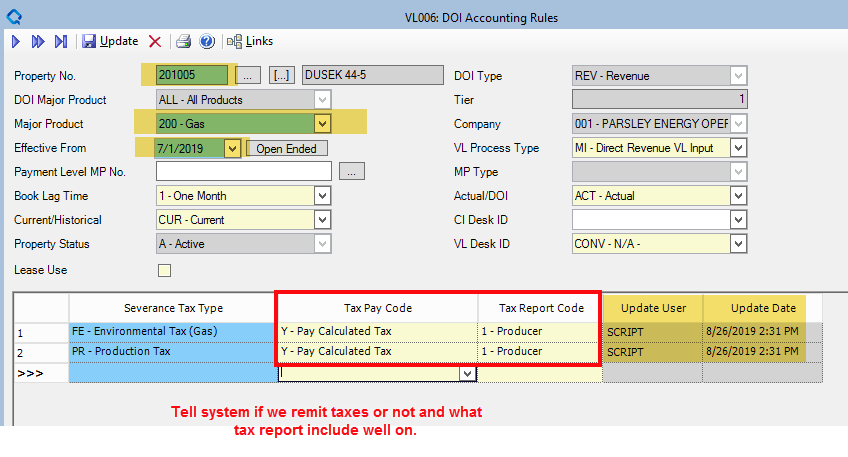 VL006: DOI Accounting Rules
Update Links
Property No. 201005 ... [...] DUSEK 44-5 DOI Type REV - Revenue
DOI Major Product ALL - All Products Tier 1
Major Product 200 - Gas Company 001 - PARSLEY ENERGY OPER
Effective From 7/1/2019 Open Ended VL Process Type MI - Direct Revenue VL Input
Payment Level MP No. ... MP Type
Book Lag Time 1 - One Month Actual/DOI ACT - Actual
Current/Historical CUR - Current CI Desk ID
Property Status A - Active VL Desk ID CONV - N/A -
Lease Use
Severance Tax Type Tax Pay Code Tax Report Code Update User Update Date
1 FE - Environmental Tax (Gas) Y - Pay Calculated Tax 1 - Producer SCRIPT 8/26/2019 2:31 PM
2 PR - Production Tax Y - Pay Calculated Tax 1 - Producer SCRIPT 8/26/2019 2:31 PM
>>>
Tell system if we remit taxes or not and what
tax report include well on.